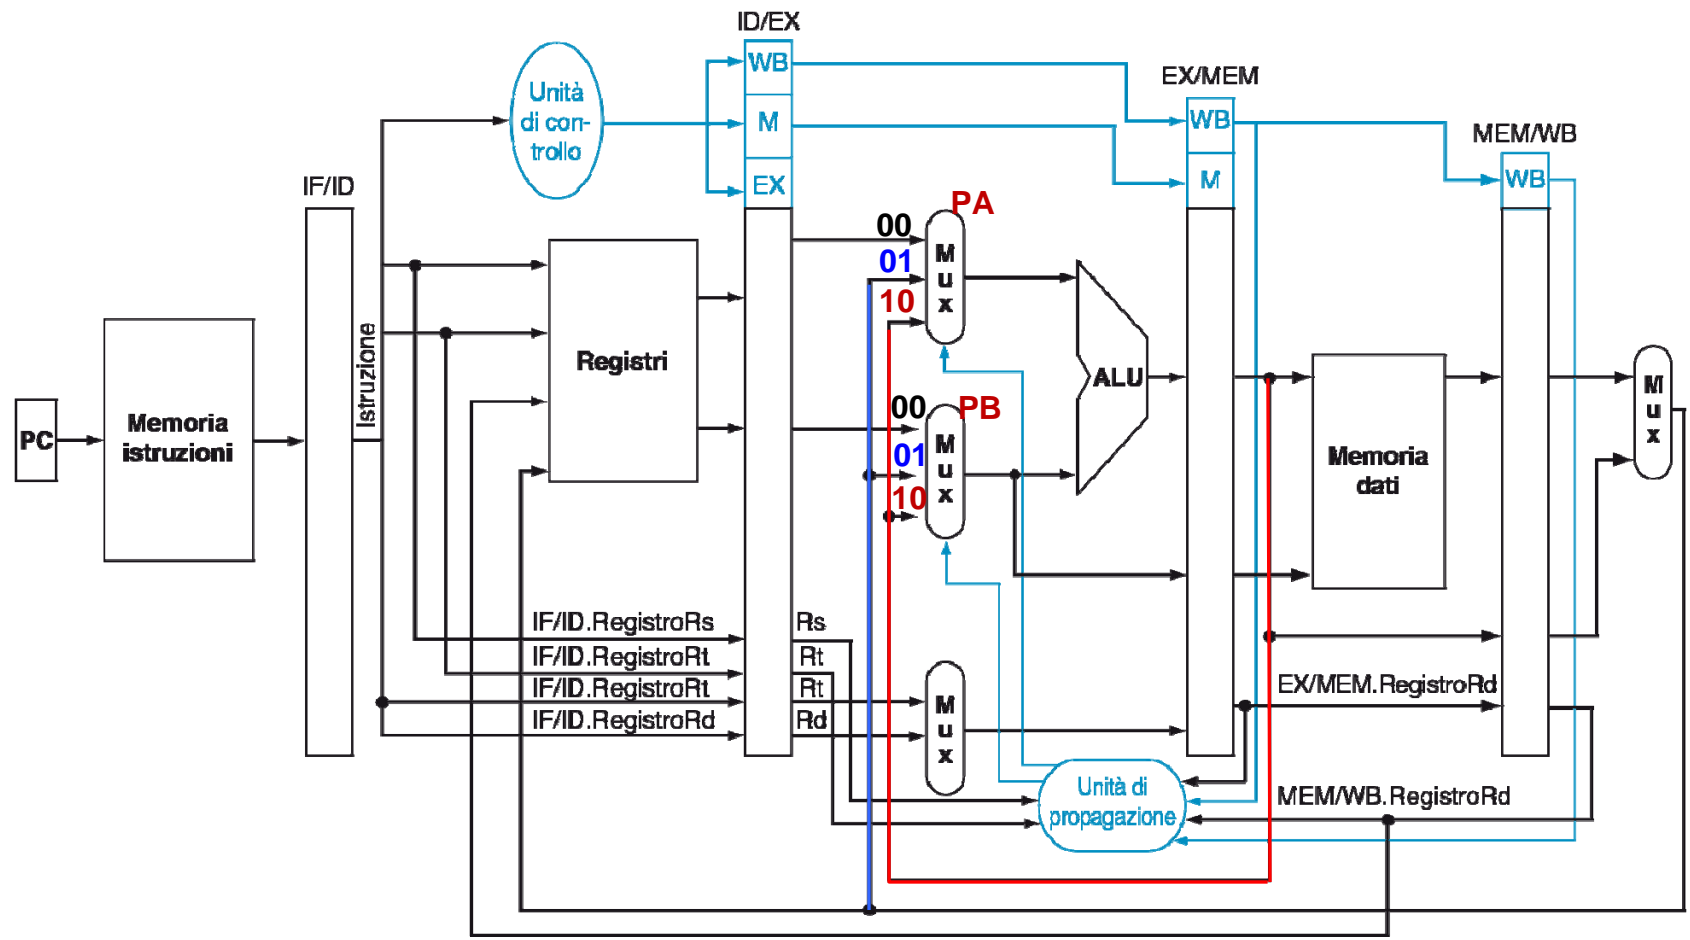 ID/EX
WB
M
EX
Unità
di con-
trollo
EX/MEM
WB
M
MEM/WB
WB
IF/ID
PA
00
01
10
M
u
x
Istruzione
Registri
PC
Memoria
istruzioni
ALU
PB
00
01
10
M
u
x
Memoria
dati
M
u
x
IF/ID.RegistroRs
IF/ID.RegistroRt
IF/ID.RegistroRt
IF/ID.RegistroRd
Rs
Rt
Rt
Rd
M
u
x
EX/MEM.RegistroRd
Unità di
propagazione
MEM/WB.RegistroRd